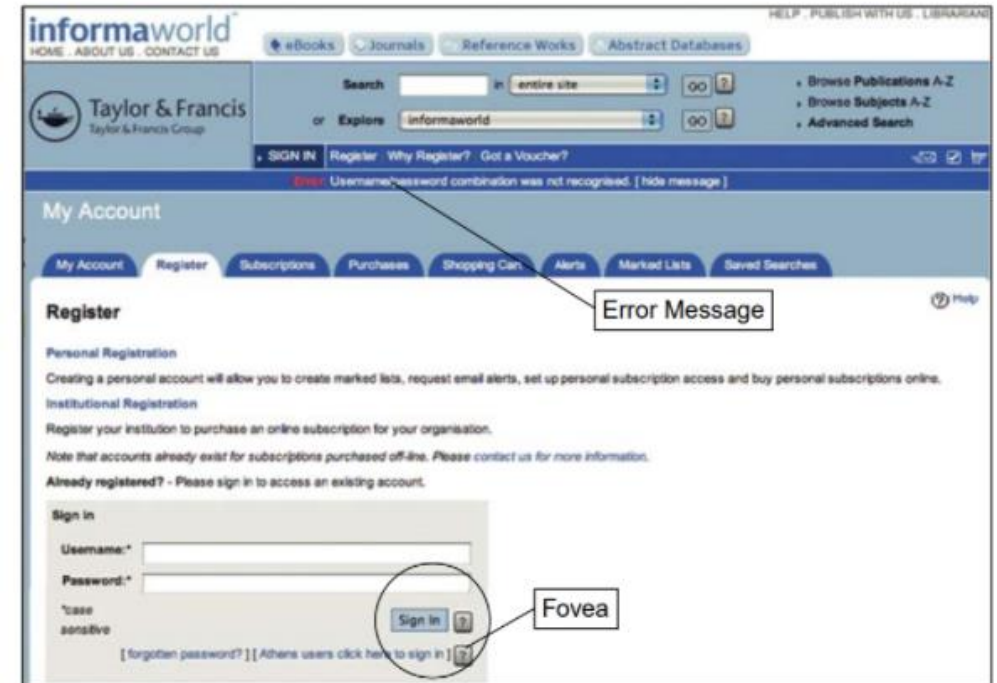 HELP . PUBLISH WITH US . LIBRARIANS
informaworld
HOME . ABOUT US . CONTACT US
eBooks Journals Reference Works Abstract Databases
Taylor & Francis
Taylor & Francis Group
Search in entire site GO ?
or Explore informaworld GO ?
Browse Publications A-Z
Browse Subjects A-Z
Advanced Search
SIGN IN Register Why Register? Got a Voucher?
Error: Username/password combination was not recognised. [ hide message ]
My Account
My Account Register Subscriptions Purchases Shopping Cart Alerts Marked Lists Saved Searches
Error Message
Register
? Help
Personal Registration
Creating a personal account will allow you to create marked lists, request email alerts, set up personal subscription access and buy personal subscriptions online.
Institutional Registration
Register your institution to purchase an online subscription for your organisation.
Note that accounts already exist for subscriptions purchased off-line. Please contact us for more information.
Already registered? - Please sign in to access an existing account.
Sign in
Username:*
Password:*
*case
sensitive
Sign In ?
Fovea
[ forgotten password? ] [ Athens users click here to sign in ] ?